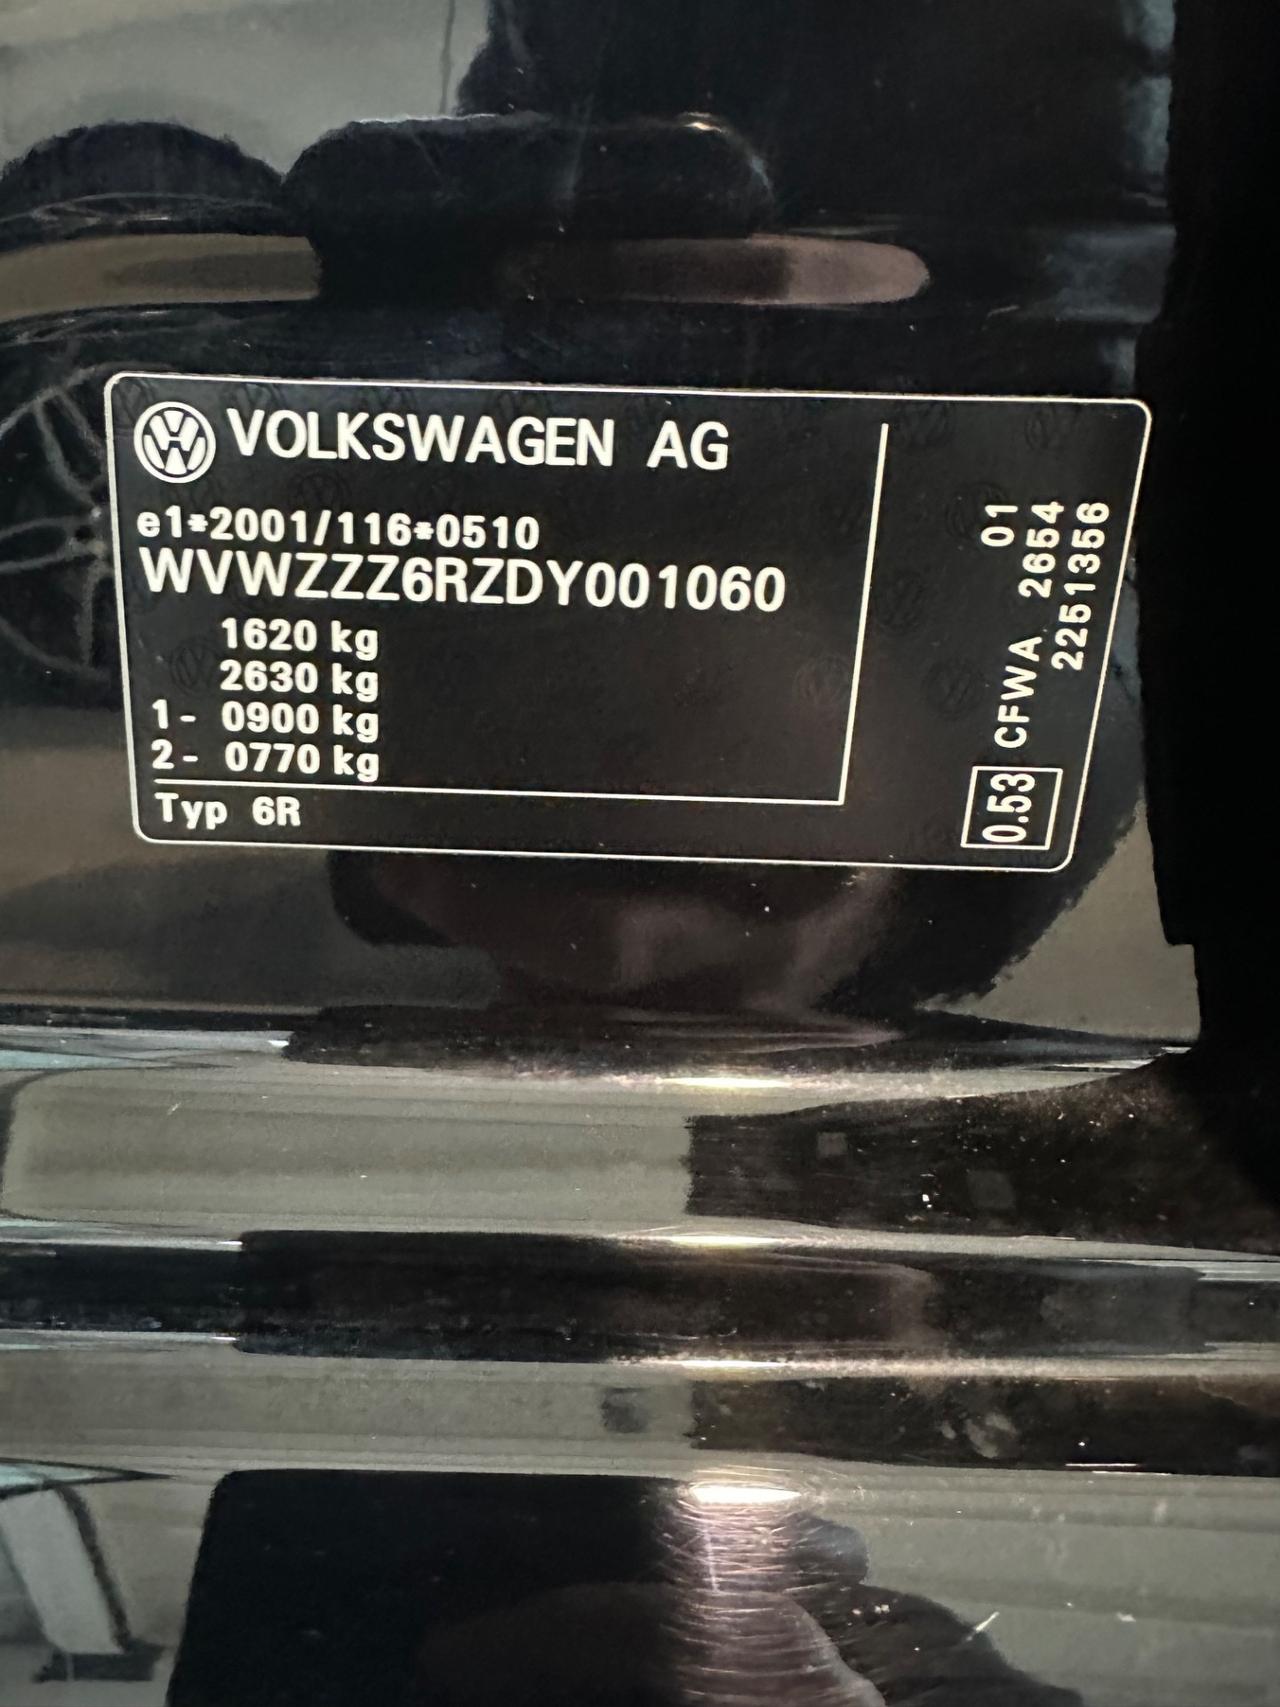 VOLKSWAGEN AG
e1*2001/116*0510
WVWZZZ6RZDY001060
1620 kg
2630 kg
1- 0900 kg
2- 0770 kg
Typ 6R
01
0.53 CFWA 2654
2251356